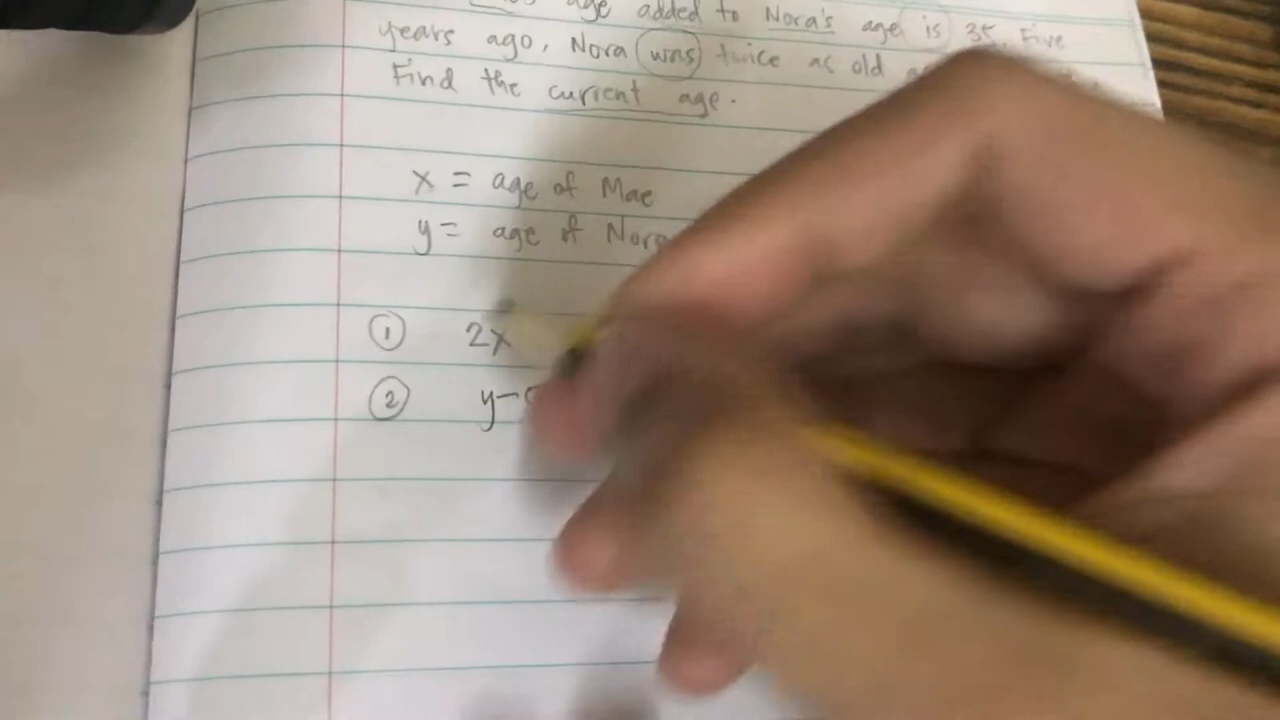 age added to Nora's age is 35. Five
years ago, Nora was twice as old
Find the current age.
x = age of Mae
y = age of Nora
① 2x
② y-